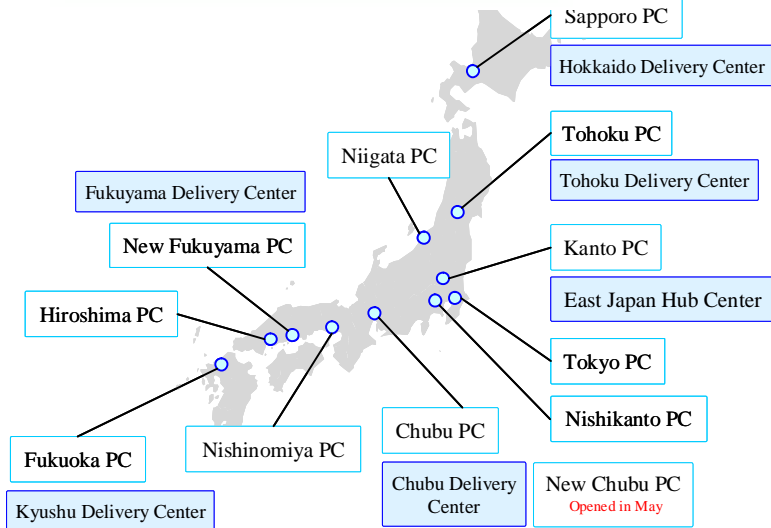 Sapporo PC
Hokkaido Delivery Center
Tohoku PC
Niigata PC
Tohoku Delivery Center
Fukuyama Delivery Center
New Fukuyama PC
Kanto PC
East Japan Hub Center
Hiroshima PC
Tokyo PC
Nishikanto PC
Chubu PC
Nishinomiya PC
Fukuoka PC
Chubu Delivery
Center
New Chubu PC
Opened in May
Kyushu Delivery Center